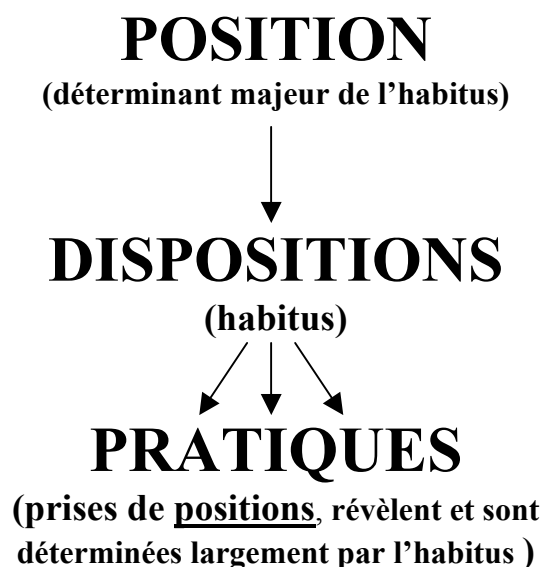 POSITION
(déterminant majeur de l’habitus)
DISPOSITIONS
(habitus)
PRATIQUES
(prises de positions, révèlent et sont
déterminées largement par l’habitus )